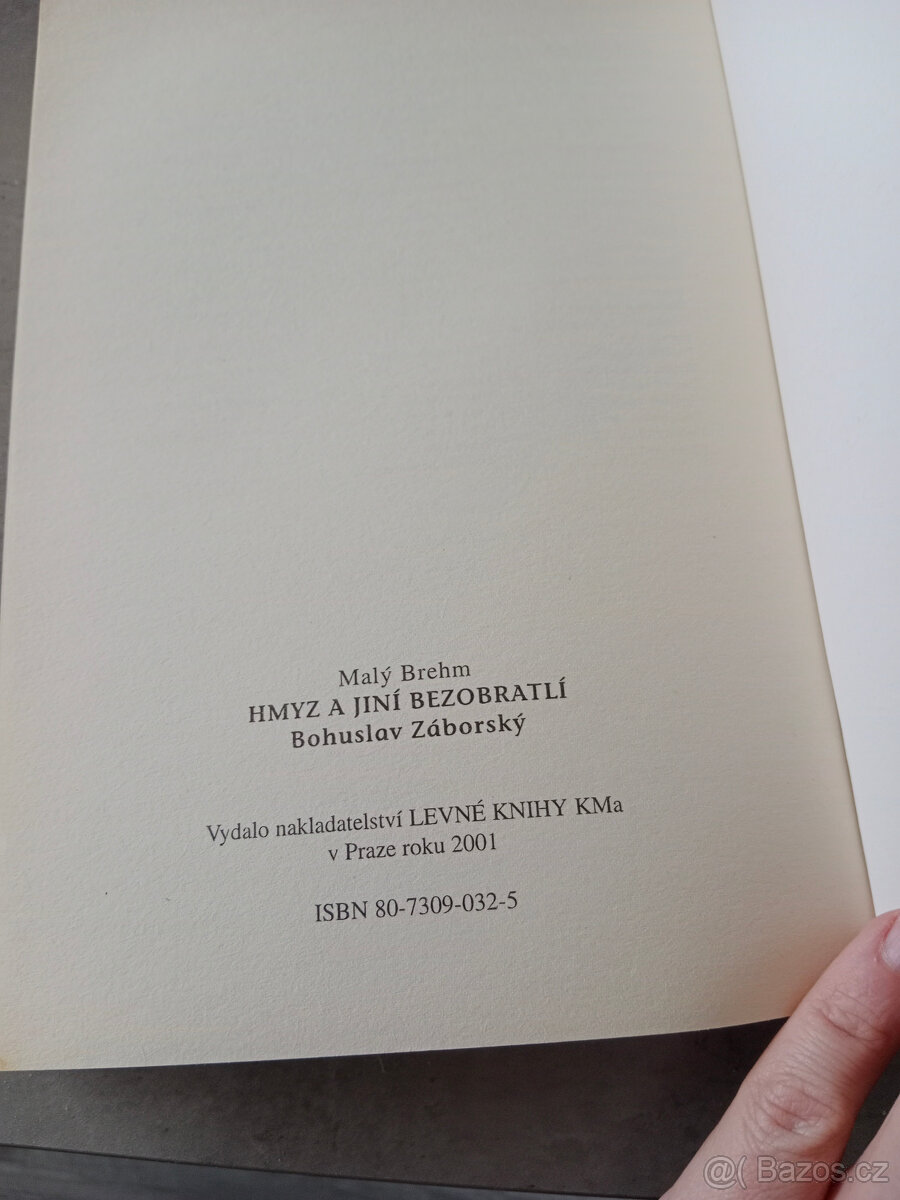 Malý Brehm
HMYZ A JINÍ BEZOBRATLÍ
Bohuslav Záborský
Vydalo nakladatelství LEVNÉ KNIHY KMa
v Praze roku 2001
ISBN 80-7309-032-5
@( Bazos.cz